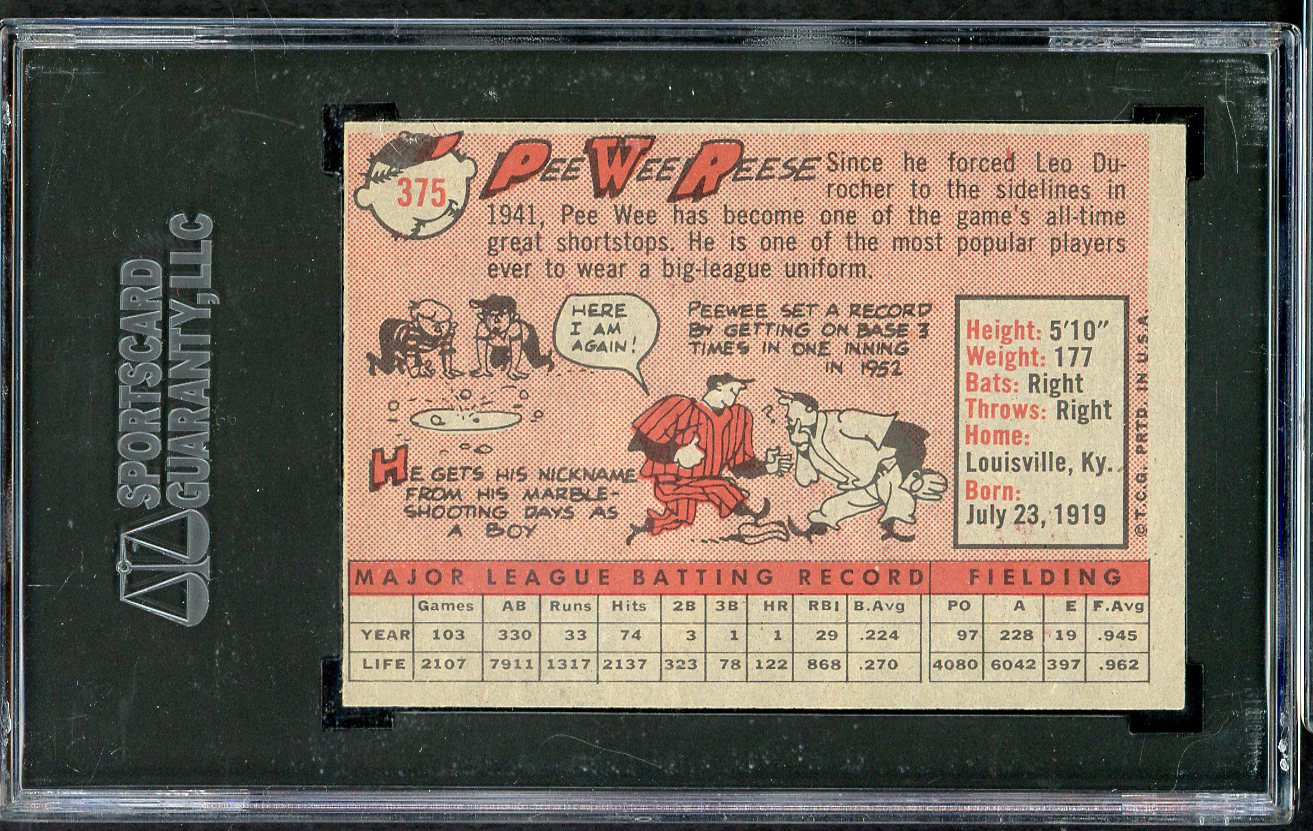 SPORTSCARD
GUARANTY, LLC
375
PEE WEE REESE Since he forced Leo Du-
rocher to the sidelines in
1941, Pee Wee has become one of the game's all-time
great shortstops. He is one of the most popular players
ever to wear a big-league uniform.
HERE
I AM
AGAIN!
PEEWEE SET A RECORD
BY GETTING ON BASE 3
TIMES IN ONE INNING
IN 1952
HE GETS HIS NICKNAME
FROM HIS MARBLE-
SHOOTING DAYS AS
A BOY
?
Height: 5'10"
Weight: 177
Bats: Right
Throws: Right
Home:
Louisville, Ky.
Born:
July 23, 1919
©T.C.G. PRTD. IN U.S.A.
MAJOR LEAGUE BATTING RECORD FIELDING
Games AB Runs Hits 2B 3B HR RBI B.Avg PO A E F.Avg
YEAR 103 330 33 74 3 1 1 29 .224 97 228 19 .945
LIFE 2107 7911 1317 2137 323 78 122 868 .270 4080 6042 397 .962